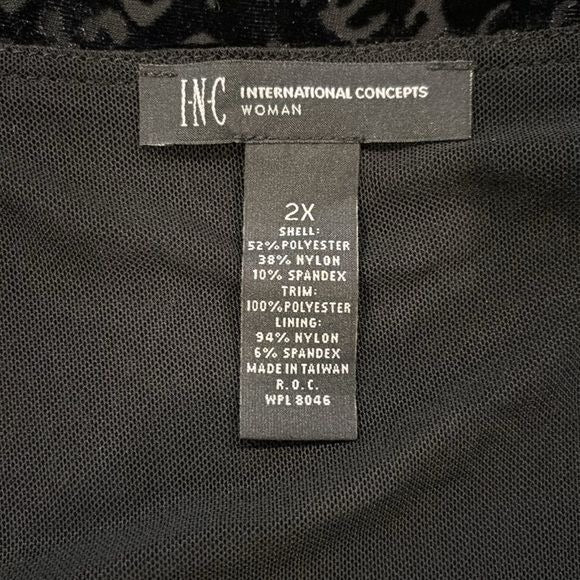 I·N·C INTERNATIONAL CONCEPTS
WOMAN
2X
SHELL:
52% POLYESTER
38% NYLON
10% SPANDEX
TRIM:
100% POLYESTER
LINING:
94% NYLON
6% SPANDEX
MADE IN TAIWAN
R.O.C.
WPL 8046